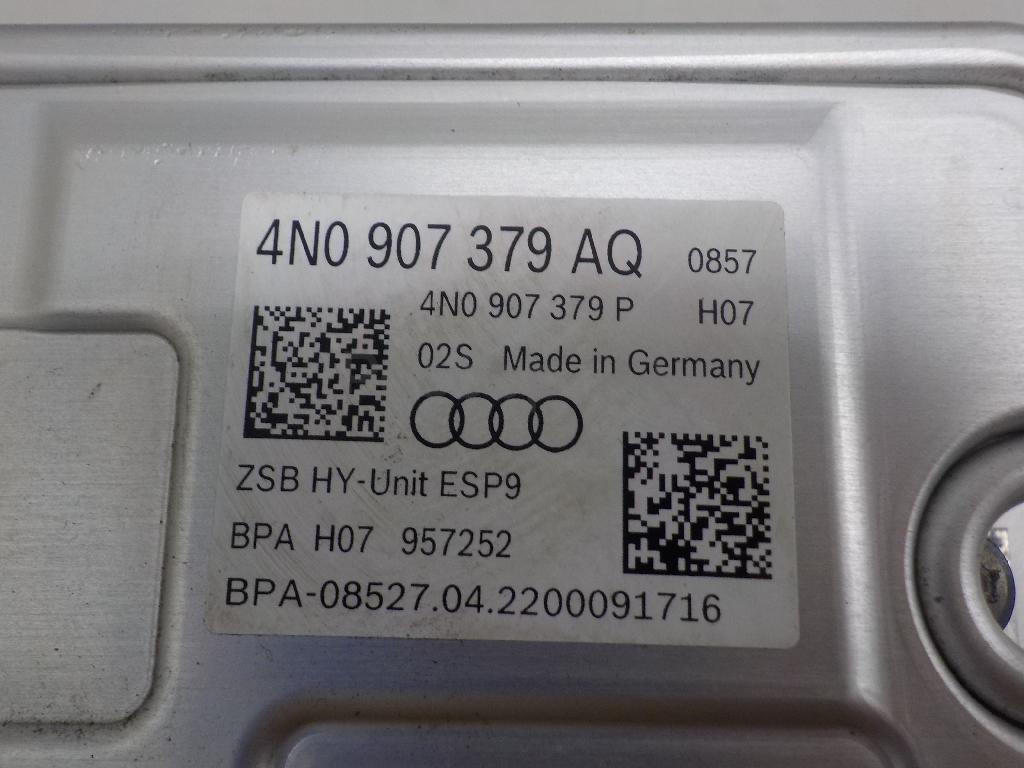 4N0 907 379 AQ 0857
4N0 907 379 P H07
02S Made in Germany
ZSB HY-Unit ESP9
BPA H07 957252
BPA-08527.04.2200091716